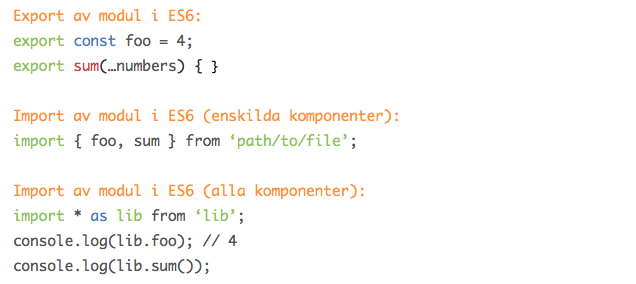 Export av modul i ES6:
export const foo = 4;
export sum(…numbers) { }
Import av modul i ES6 (enskilda komponenter):
import { foo, sum } from ‘path/to/file’;
Import av modul i ES6 (alla komponenter):
import * as lib from ‘lib’;
console.log(lib.foo); // 4
console.log(lib.sum());